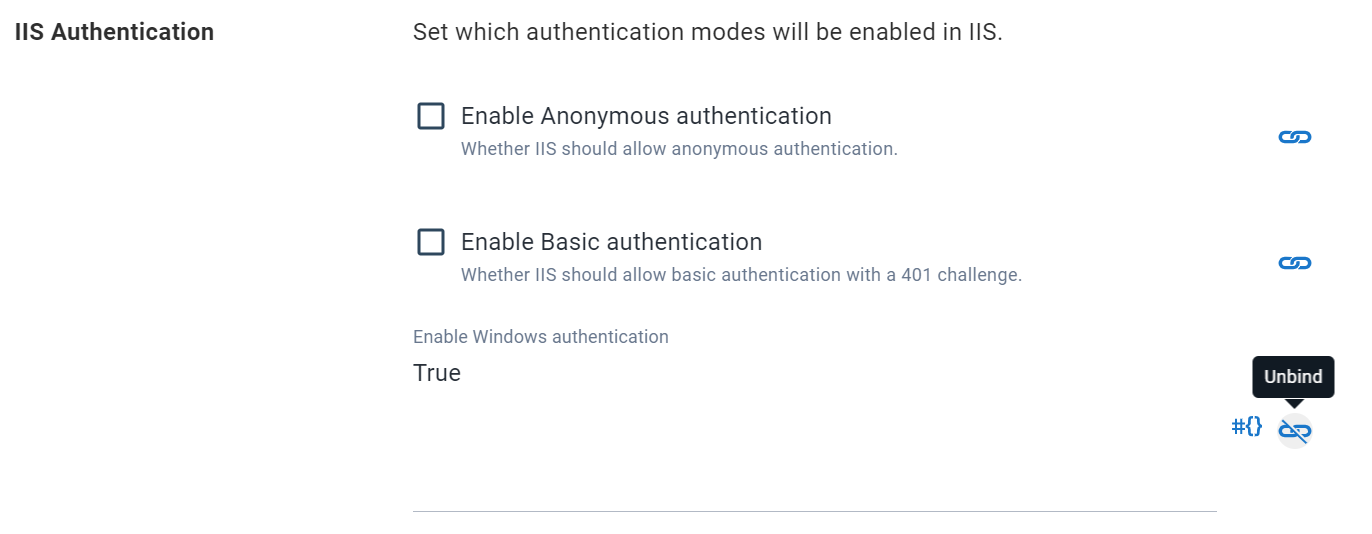 IIS Authentication
Set which authentication modes will be enabled in IIS.
Enable Anonymous authentication
Whether IIS should allow anonymous authentication.
Enable Basic authentication
Whether IIS should allow basic authentication with a 401 challenge.
Enable Windows authentication
True
Unbind
#{}